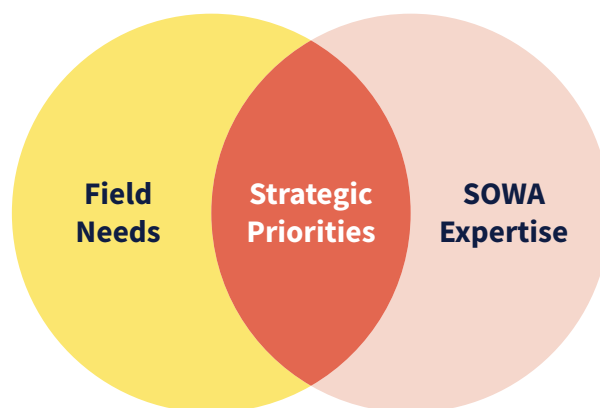 Field
Needs
Strategic
Priorities
SOWA
Expertise